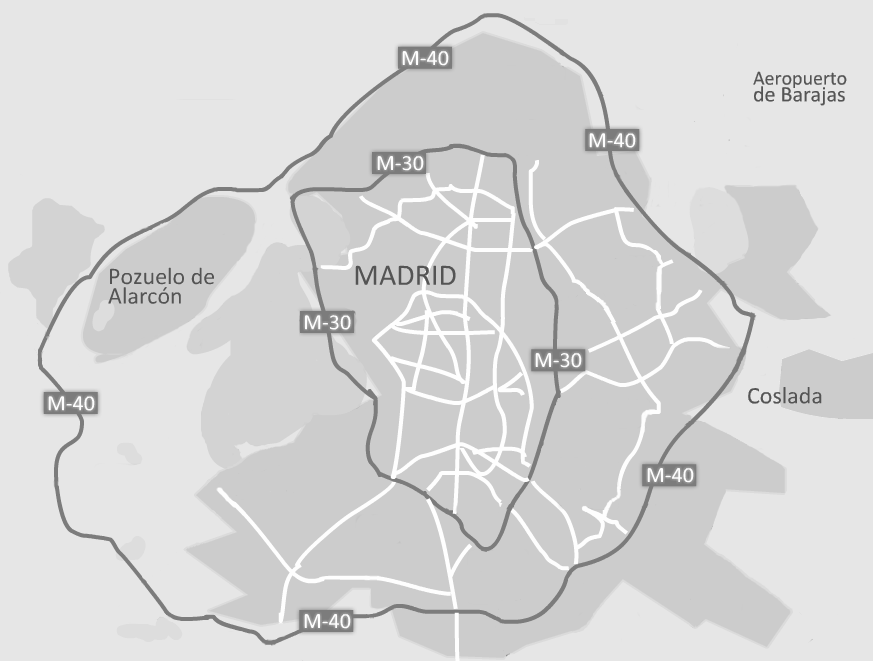 M-40
Aeropuerto
de Barajas
M-40
M-30
MADRID
Pozuelo de
Alarcón
M-30
M-30
Coslada
M-40
M-40
M-40